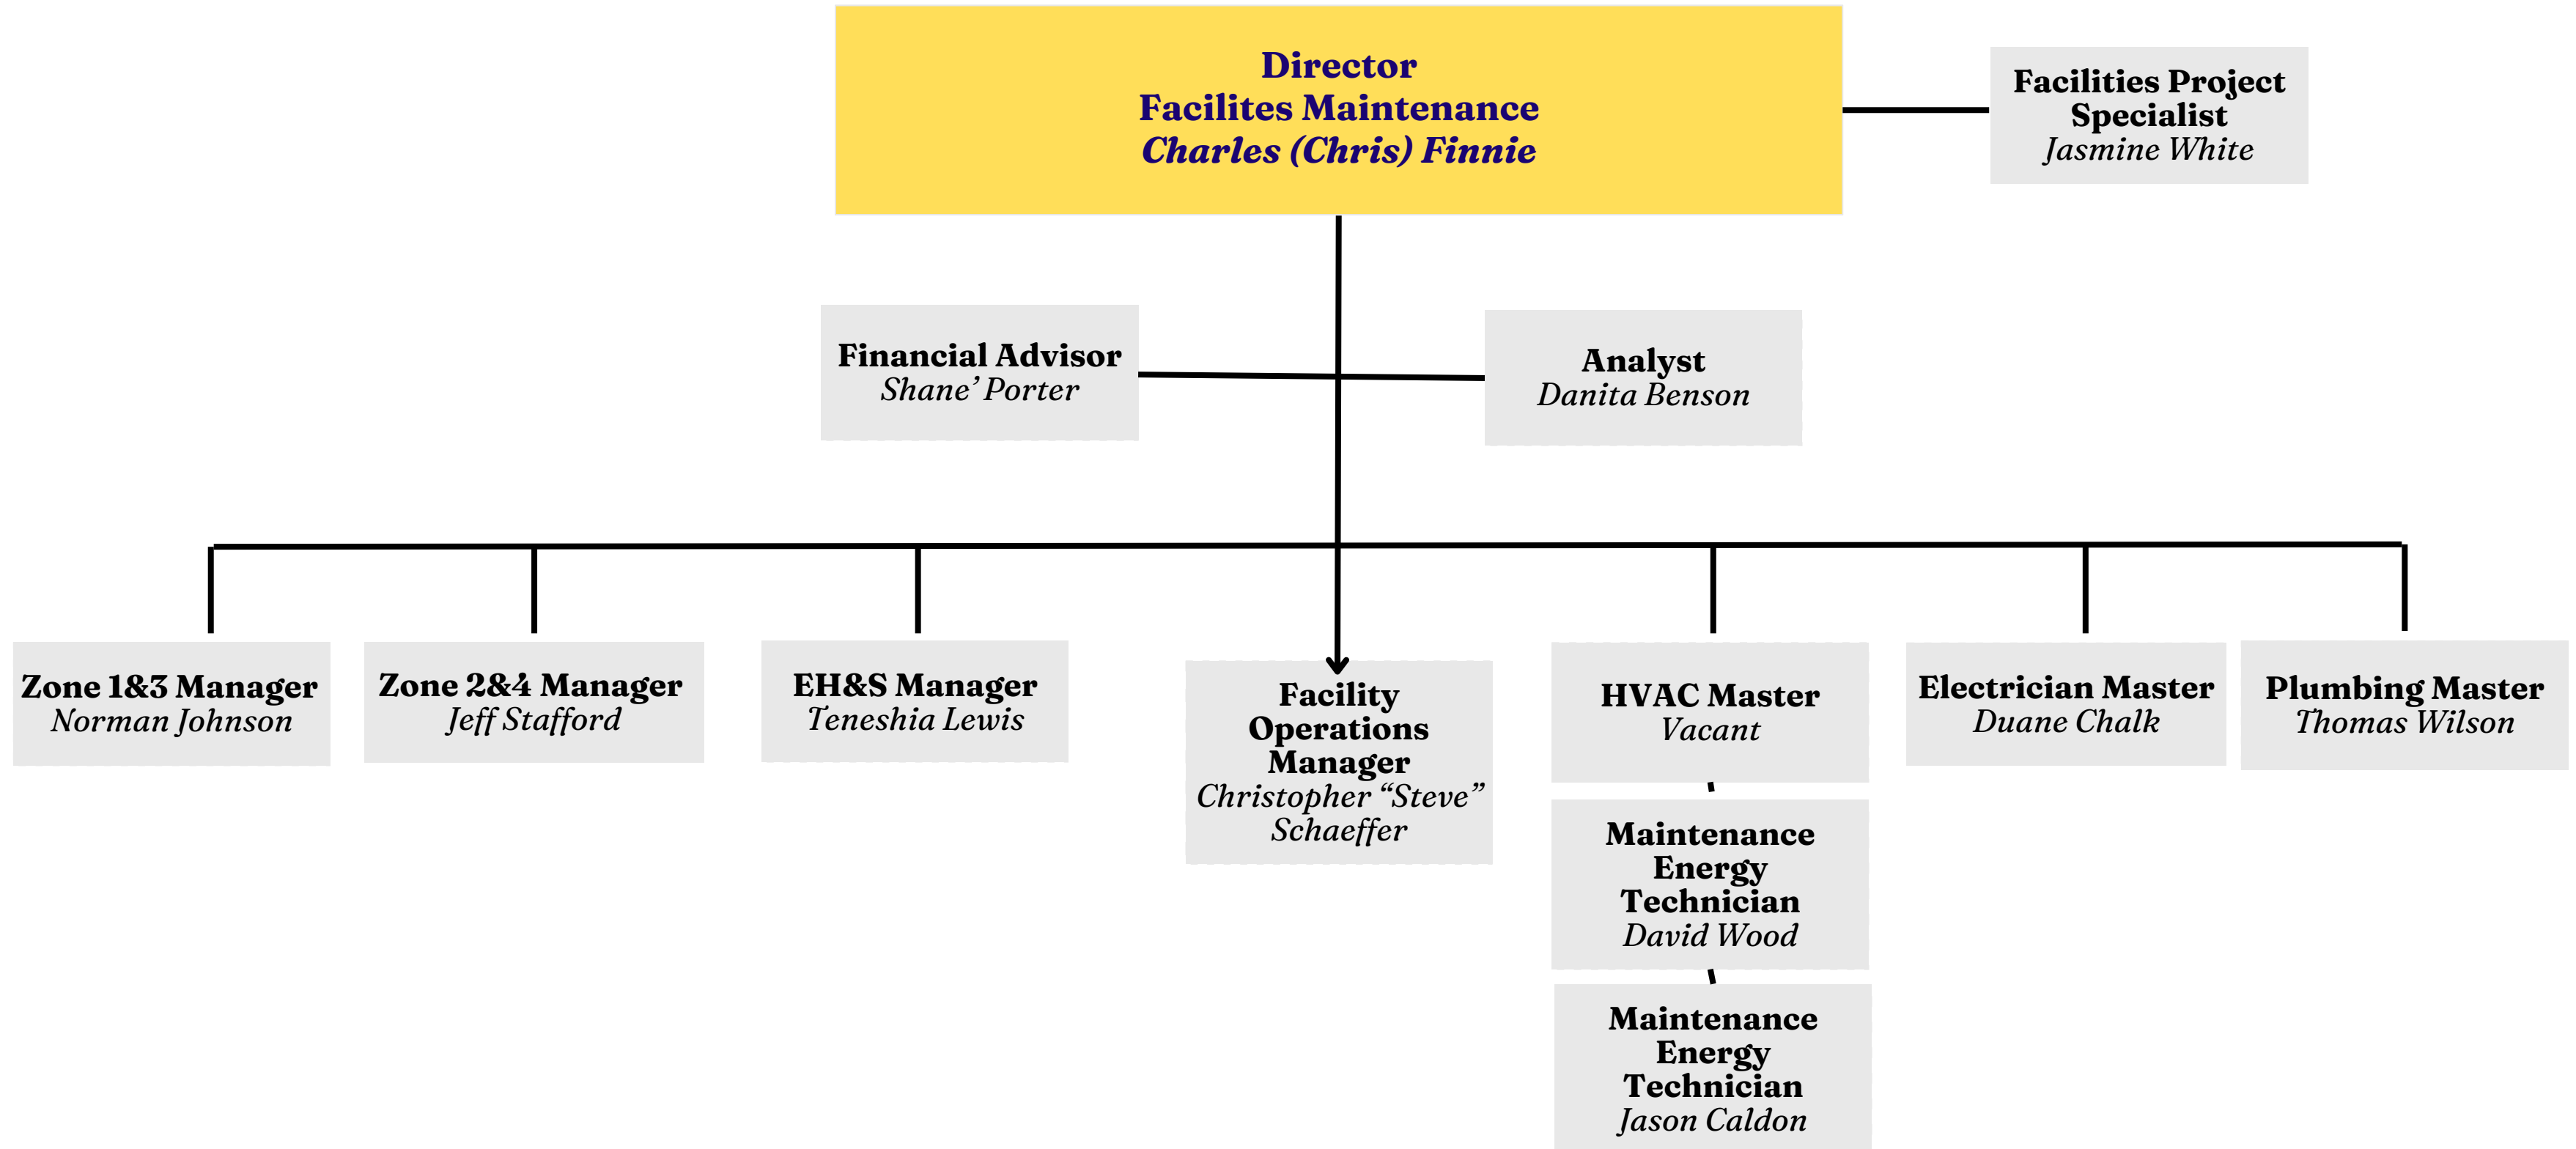 Director
Facilites Maintenance
Charles (Chris) Finnie
Facilities Project
Specialist
Jasmine White
Financial Advisor
Shane’ Porter
Analyst
Danita Benson
Zone 1&3 Manager
Norman Johnson
Zone 2&4 Manager
Jeff Stafford
EH&S Manager
Teneshia Lewis
Facility
Operations
Manager
Christopher “Steve”
Schaeffer
HVAC Master
Vacant
Maintenance
Energy
Technician
David Wood
Maintenance
Energy
Technician
Jason Caldon
Electrician Master
Duane Chalk
Plumbing Master
Thomas Wilson